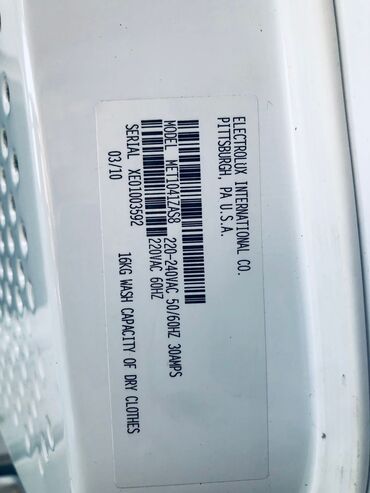 ELECTROLUX INTERNATIONAL CO.
PITTSBURGH, PA U.S.A.
MODEL MET1041ZAS8 220-240VAC 50/60HZ 30AMPS
220VAC 60HZ
SERIAL XE01003592
03/10
16KG WASH CAPACITY OF DRY CLOTHES